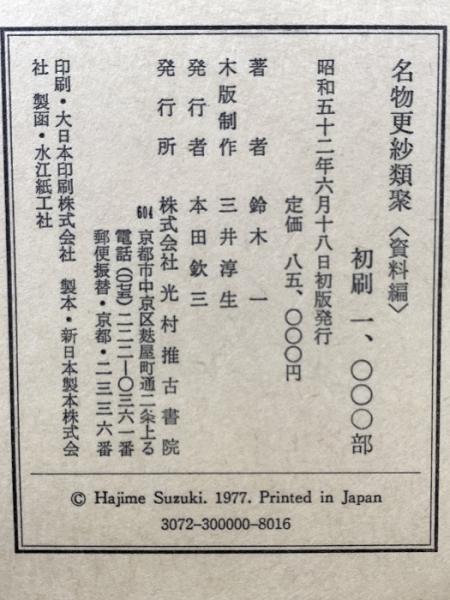 名物更紗類聚〈資料編〉
初刷 一、〇〇〇部
昭和五十二年六月十八日初版発行
定価 八五、〇〇〇円
著者 鈴木一
木版制作 三井淳生
発行者 本田欽三
発行所 株式会社 光村推古書院
604 京都市中京区麸屋町通二条上る
電話(〇七五)二二二—〇三六一番
郵便振替・京都・二三三六番
印刷・大日本印刷株式会社 製本・新日本製本株式会
社 製函・水江紙工社
© Hajime Suzuki. 1977. Printed in Japan
3072-300000-8016